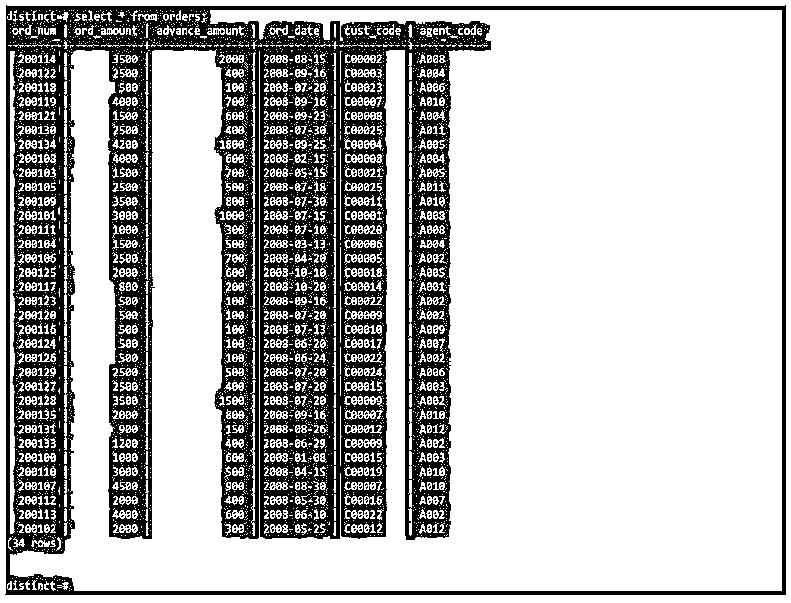 distinct=# select * from orders;
ord_num | ord_amount | advance_amount | ord_date | cust_code | agent_code
200114 | 3500 | 2000 | 2008-08-15 | C00002 | A008
200122 | 2500 | 400 | 2008-09-16 | C00003 | A004
200118 | 500 | 100 | 2008-07-20 | C00023 | A006
200119 | 4000 | 700 | 2008-09-16 | C00007 | A010
200121 | 1500 | 600 | 2008-09-23 | C00008 | A004
200130 | 2500 | 400 | 2008-07-30 | C00025 | A011
200134 | 4200 | 1800 | 2008-09-25 | C00004 | A005
200108 | 4000 | 600 | 2008-02-15 | C00008 | A004
200103 | 1500 | 700 | 2008-05-15 | C00021 | A005
200105 | 2500 | 500 | 2008-07-18 | C00025 | A011
200109 | 3500 | 800 | 2008-07-30 | C00011 | A010
200101 | 3000 | 1000 | 2008-07-15 | C00001 | A008
200111 | 1000 | 300 | 2008-07-10 | C00020 | A008
200104 | 1500 | 500 | 2008-03-13 | C00006 | A004
200106 | 2500 | 700 | 2008-04-20 | C00005 | A002
200125 | 2000 | 600 | 2008-10-10 | C00018 | A005
200117 | 800 | 200 | 2008-10-20 | C00014 | A001
200123 | 500 | 100 | 2008-09-16 | C00022 | A002
200120 | 500 | 100 | 2008-07-20 | C00009 | A002
200116 | 500 | 100 | 2008-07-13 | C00010 | A009
200124 | 500 | 100 | 2008-06-20 | C00017 | A007
200126 | 500 | 100 | 2008-06-24 | C00022 | A002
200129 | 2500 | 500 | 2008-07-20 | C00024 | A006
200127 | 2500 | 400 | 2008-07-20 | C00015 | A003
200128 | 3500 | 1500 | 2008-07-20 | C00009 | A002
200135 | 2000 | 800 | 2008-09-16 | C00007 | A010
200131 | 900 | 150 | 2008-08-26 | C00012 | A012
200133 | 1200 | 400 | 2008-06-29 | C00009 | A002
200100 | 1000 | 600 | 2008-01-08 | C00015 | A003
200110 | 3000 | 500 | 2008-04-15 | C00019 | A010
200107 | 4500 | 900 | 2008-08-30 | C00007 | A010
200112 | 2000 | 400 | 2008-05-30 | C00016 | A007
200113 | 4000 | 600 | 2008-06-10 | C00022 | A002
200102 | 2000 | 300 | 2008-05-25 | C00012 | A012
(34 rows)
distinct=#